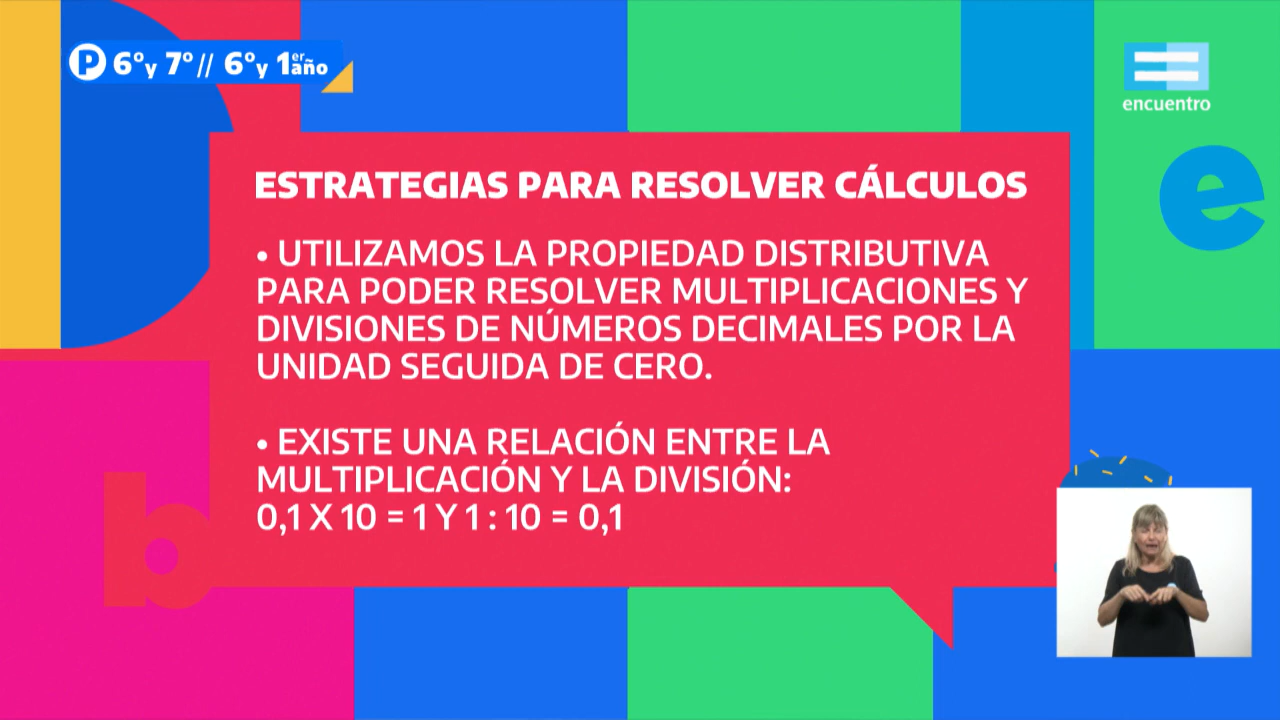 P 6º y 7º // 6º y 1er año
encuentro
e
ESTRATEGIAS PARA RESOLVER CÁLCULOS
• UTILIZAMOS LA PROPIEDAD DISTRIBUTIVA
PARA PODER RESOLVER MULTIPLICACIONES Y
DIVISIONES DE NÚMEROS DECIMALES POR LA
UNIDAD SEGUIDA DE CERO.
• EXISTE UNA RELACIÓN ENTRE LA
MULTIPLICACIÓN Y LA DIVISIÓN:
0,1 X 10 = 1 Y 1 : 10 = 0,1
b